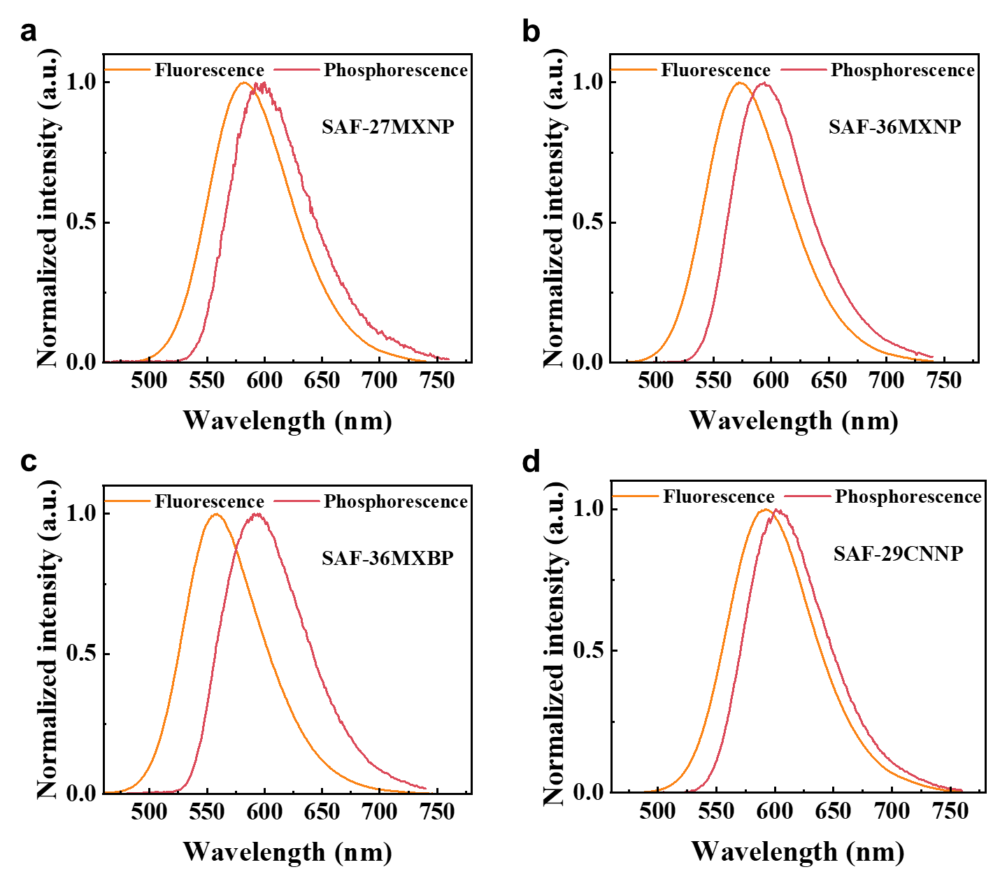 a
Fluorescence Phosphorescence
SAF-27MXNP
Normalized intensity (a.u.)
1.0
0.5
0.0
500 550 600 650 700 750
Wavelength (nm)
b
Fluorescence Phosphorescence
SAF-36MXNP
Normalized intensity (a.u.)
1.0
0.5
0.0
500 550 600 650 700 750
Wavelength (nm)
c
Fluorescence Phosphorescence
SAF-36MXBP
Normalized intensity (a.u.)
1.0
0.5
0.0
500 550 600 650 700 750
Wavelength (nm)
d
Fluorescence Phosphorescence
SAF-29CNNP
Normalized intensity (a.u.)
1.0
0.5
0.0
500 550 600 650 700 750
Wavelength (nm)